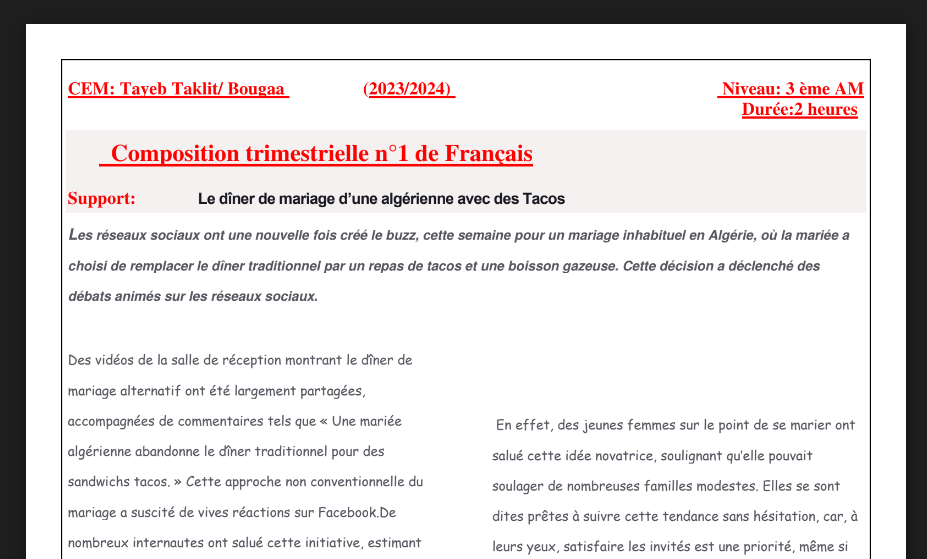 CEM: Tayeb Taklit/ Bougaa (2023/2024) Niveau: 3 ème AM
Durée:2 heures
Composition trimestrielle n°1 de Français
Support: Le dîner de mariage d’une algérienne avec des Tacos
Les réseaux sociaux ont une nouvelle fois créé le buzz, cette semaine pour un mariage inhabituel en Algérie, où la mariée a
choisi de remplacer le dîner traditionnel par un repas de tacos et une boisson gazeuse. Cette décision a déclenché des
débats animés sur les réseaux sociaux.
Des vidéos de la salle de réception montrant le dîner de
mariage alternatif ont été largement partagées,
accompagnées de commentaires tels que « Une mariée
algérienne abandonne le dîner traditionnel pour des
sandwichs tacos. » Cette approche non conventionnelle du
mariage a suscité de vives réactions sur Facebook.De
nombreux internautes ont salué cette initiative, estimant
En effet, des jeunes femmes sur le point de se marier ont
salué cette idée novatrice, soulignant qu’elle pouvait
soulager de nombreuses familles modestes. Elles se sont
dites prêtes à suivre cette tendance sans hésitation, car, à
leurs yeux, satisfaire les invités est une priorité, même si